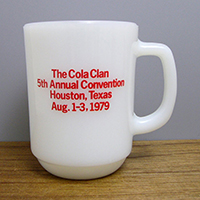 The Cola Clan
5th Annual Convention
Houston, Texas
Aug. 1-3, 1979